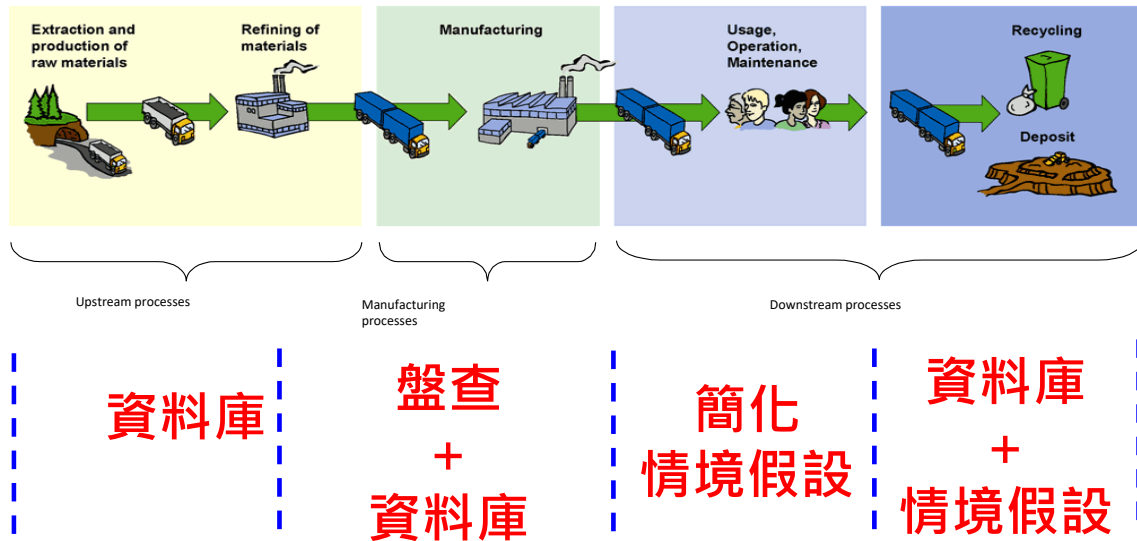 Extraction and
production of
raw materials
Refining of
materials
Manufacturing
Usage,
Operation,
Maintenance
Recycling
Deposit
Upstream processes
Manufacturing
processes
Downstream processes
資料庫
盤查
+
資料庫
簡化
情境假設
資料庫
+
情境假設